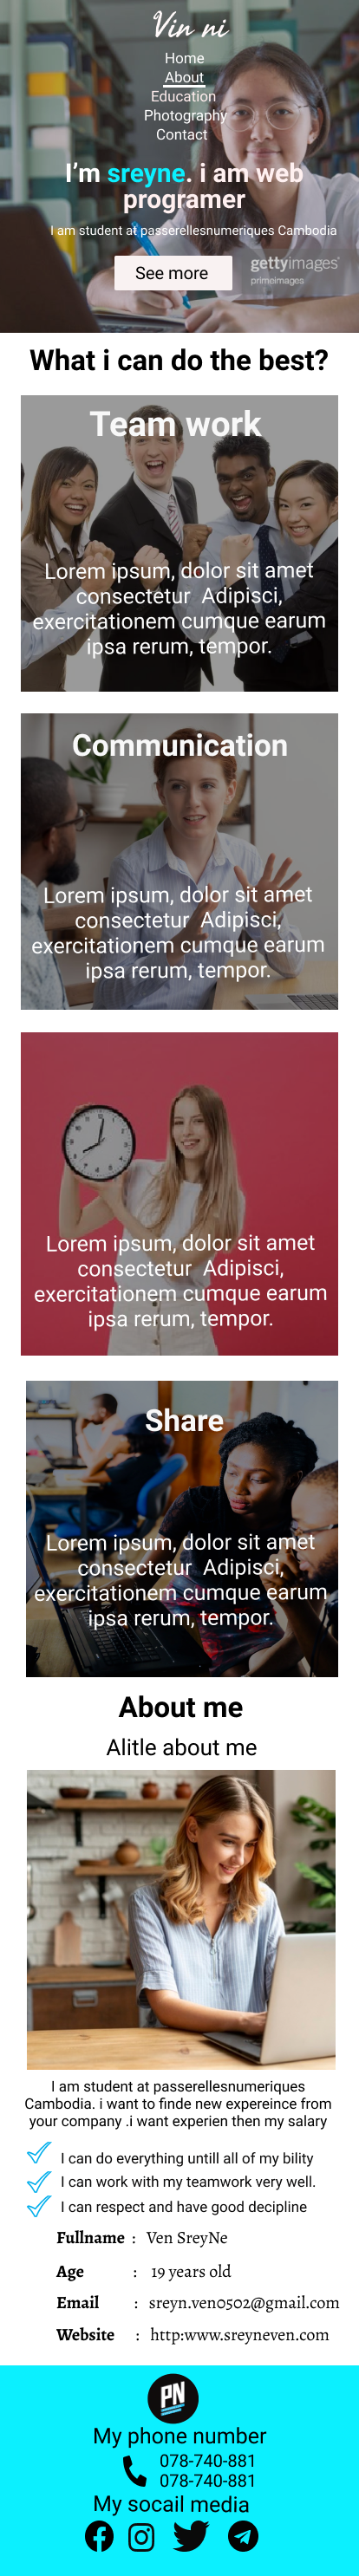 Vin ni
Home
About
Education
Photography
Contact
I'm sreyne. i am web
programer
I am student at passerellesnumeriques Cambodia
See more
gettyimages
primoimages
What i can do the best?
Team work
Lorem ipsum, dolor sit amet
consectetur Adipisci,
exercitationem cumque earum
ipsa rerum, tempor.
Communication
Lorem ipsum, dolor sit amet
consectetur Adipisci,
exercitationem cumque earum
ipsa rerum, tempor.
Lorem ipsum, dolor sit amet
consectetur Adipisci,
exercitationem cumque earum
ipsa rerum, tempor.
Share
Lorem ipsum, dolor sit amet
consectetur Adipisci,
exercitationem cumque earum
ipsa rerum, tempor.
About me
Alitle about me
I am student at passerellesnumeriques
Cambodia. i want to finde new expereince from
your company .i want experien then my salary
I can do everything untill all of my bility
I can work with my teamwork very well.
I can respect and have good decipline
Fullname : Ven SreyNe
Age : 19 years old
Email : sreyn.ven0502@gmail.com
Website : http:www.sreyneven.com
PN
My phone number
078-740-881
078-740-881
My socail media